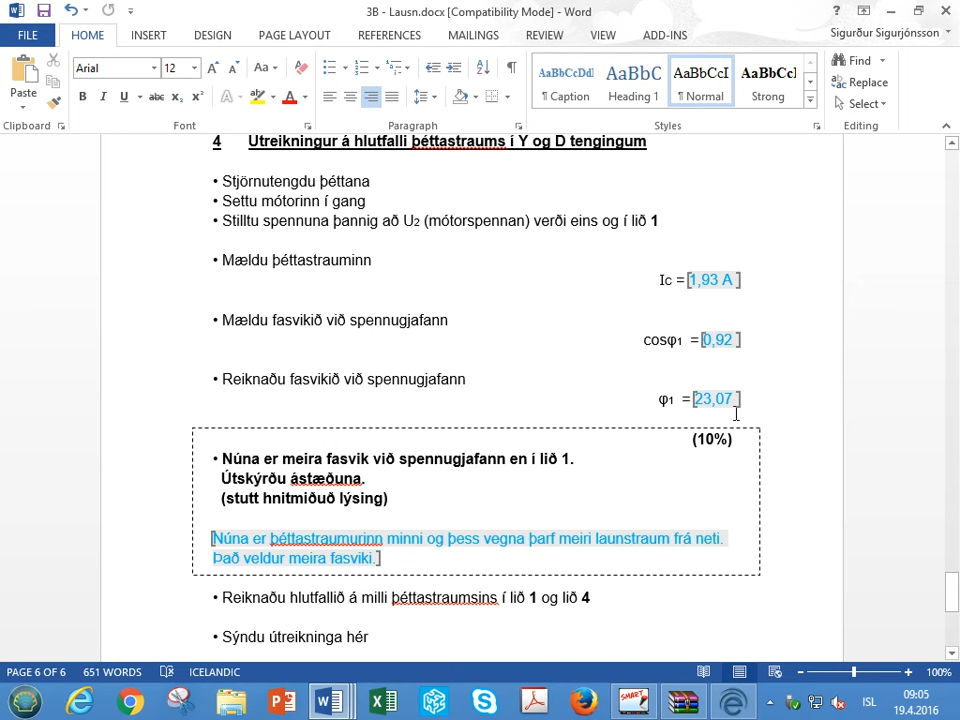 3B - Lausn.docx [Compatibility Mode] - Word
Sigurður Sigurjónsson
FILE HOME INSERT DESIGN PAGE LAYOUT REFERENCES MAILINGS REVIEW VIEW ADD-INS
Paste
Arial 12
AaBbCcDd AaBbC AaBbCcI AaBbCcI
¶ Caption Heading 1 ¶ Normal Strong
Find
Replace
Select
Clipboard Font Paragraph Styles Editing
4 Útreikningur á hlutfalli þéttastraums í Y og D tengingum
• Stjörnutengdu þéttana
• Settu mótorinn í gang
• Stilltu spennuna þannig að U2 (mótorspennan) verði eins og í lið 1
• Mældu þéttastrauminn
IC = [1,93 A ]
• Mældu fasvikið við spennugjafann
cosφ1 = [0,92 ]
• Reiknaðu fasvikið við spennugjafann
φ1 = [23,07 ]
(10%)
• Núna er meira fasvik við spennugjafann en í lið 1.
Útskýrðu ástæðuna.
(stutt hnitmiðuð lýsing)
[Núna er þéttastraumurinn minni og þess vegna þarf meiri launstraum frá neti.
Það veldur meira fasviki.]
• Reiknaðu hlutfallið á milli þéttastraumsins í lið 1 og lið 4
• Sýndu útreikninga hér
PAGE 6 OF 6 651 WORDS ICELANDIC 100%
ISL 09:05
19.4.2016